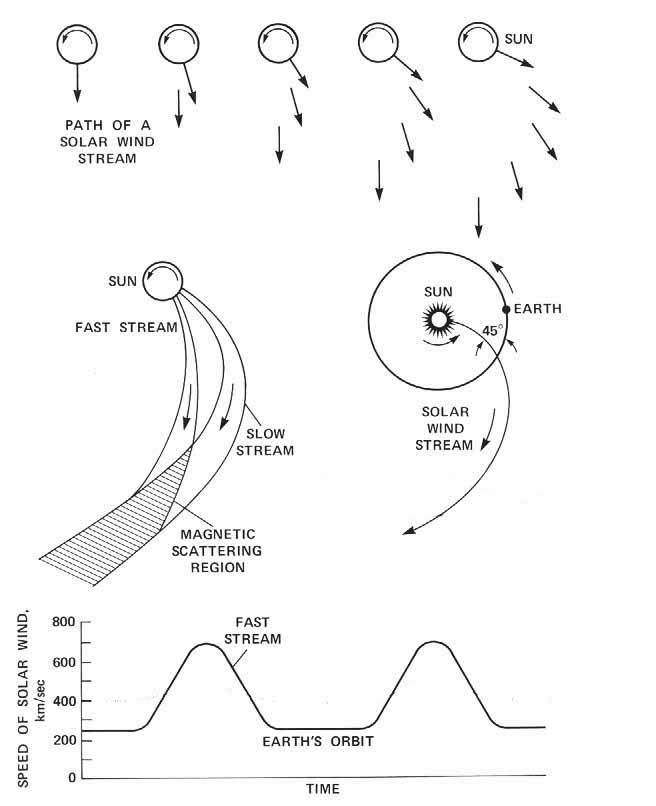 SUN
PATH OF A
SOLAR WIND
STREAM
SUN
FAST STREAM
SLOW
STREAM
MAGNETIC
SCATTERING
REGION
SUN
EARTH
45°
SOLAR
WIND
STREAM
SPEED OF SOLAR WIND,
km/sec
800
600
400
200
0
FAST
STREAM
EARTH'S ORBIT
TIME